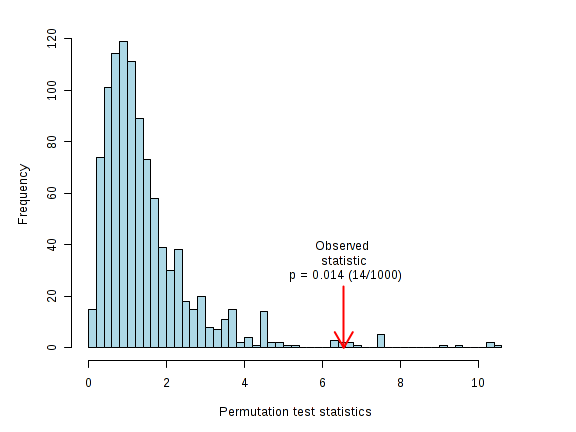 120
100
80
60
40
20
0
Frequency
Observed
statistic
p = 0.014 (14/1000)
0 2 4 6 8 10
Permutation test statistics